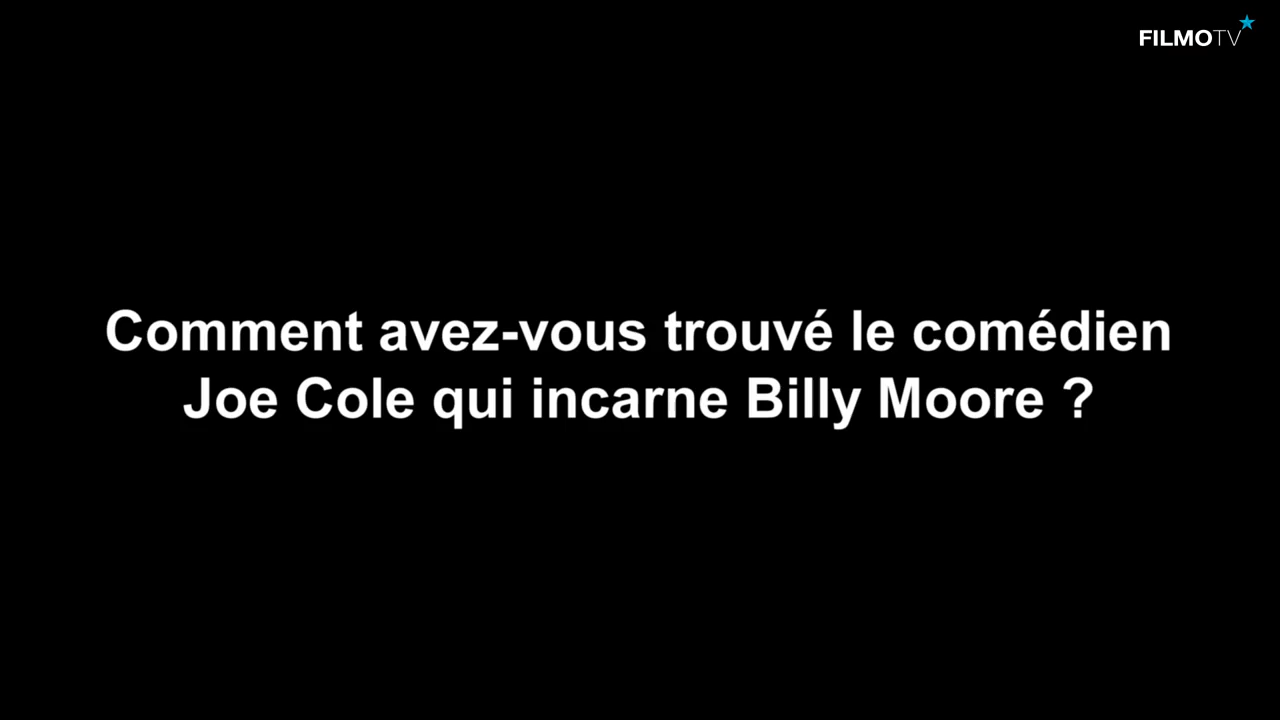 FILMOTV
Comment avez-vous trouvé le comédien
Joe Cole qui incarne Billy Moore ?